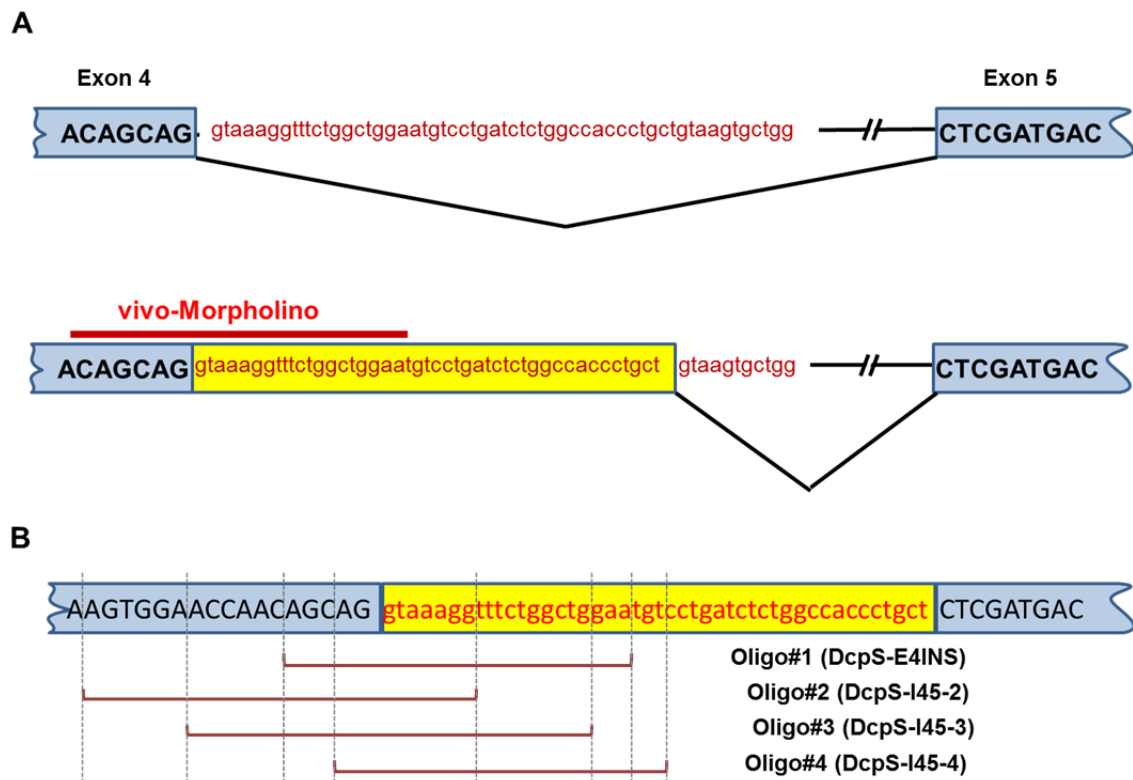 A
Exon 4 Exon 5
ACAGCAG gtaaaggtttctggctggaatgtcctgatctctggccaccctgctgtaagtgctgg // CTCGATGAC
vivo-Morpholino
ACAGCAG gtaaaggtttctggctggaatgtcctgatctctggccaccctgct gtaagtgctgg // CTCGATGAC
B
AAGTGGAACCAACAGCAG gtaaaggtttctggctggaatgtcctgatctctggccaccctgct CTCGATGAC
Oligo#1 (DcpS-E4INS)
Oligo#2 (DcpS-I45-2)
Oligo#3 (DcpS-I45-3)
Oligo#4 (DcpS-I45-4)